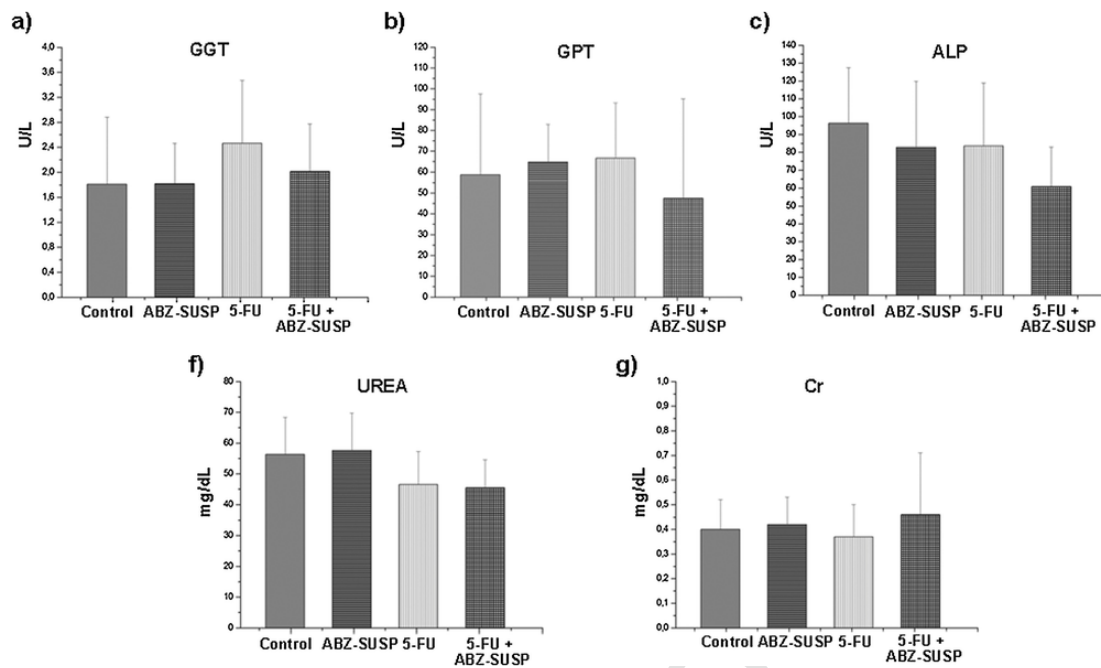 a)
GGT
4,0
3,6
3,2
2,8
2,4
2,0
1,6
1,2
0,8
0,4
0,0
U/L
Control ABZ-SUSP 5-FU 5-FU +
ABZ-SUSP
b)
GPT
120
110
100
90
80
70
60
50
40
30
20
10
0
U/L
Control ABZ-SUSP 5-FU 5-FU +
ABZ-SUSP
c)
ALP
140
130
120
110
100
90
80
70
60
50
40
30
20
10
0
U/L
Control ABZ-SUSP 5-FU 5-FU +
ABZ-SUSP
f)
UREA
80
70
60
50
40
30
20
10
0
mg/dL
Control ABZ-SUSP 5-FU 5-FU +
ABZ-SUSP
g)
Cr
1,0
0,9
0,8
0,7
0,6
0,5
0,4
0,3
0,2
0,1
0,0
mg/dL
Control ABZ-SUSP 5-FU 5-FU +
ABZ-SUSP